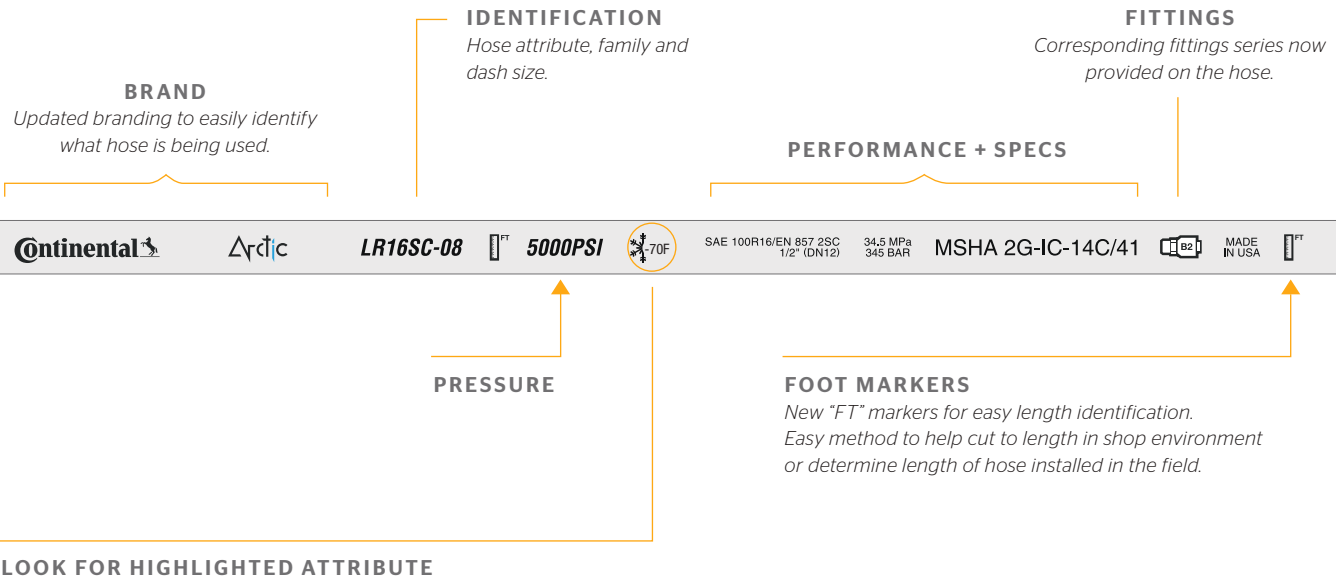 IDENTIFICATION
Hose attribute, family and
dash size.
FITTINGS
Corresponding fittings series now
provided on the hose.
BRAND
Updated branding to easily identify
what hose is being used.
PERFORMANCE + SPECS
Continental Arctic LR16SC-08 FT 5000PSI -70F SAE 100R16/EN 857 2SC
1/2" (DN12)
34.5 MPa
345 BAR
MSHA 2G-IC-14C/41 B2 MADE
IN USA
FT
PRESSURE
FOOT MARKERS
New “FT” markers for easy length identification.
Easy method to help cut to length in shop environment
or determine length of hose installed in the field.
LOOK FOR HIGHLIGHTED ATTRIBUTE